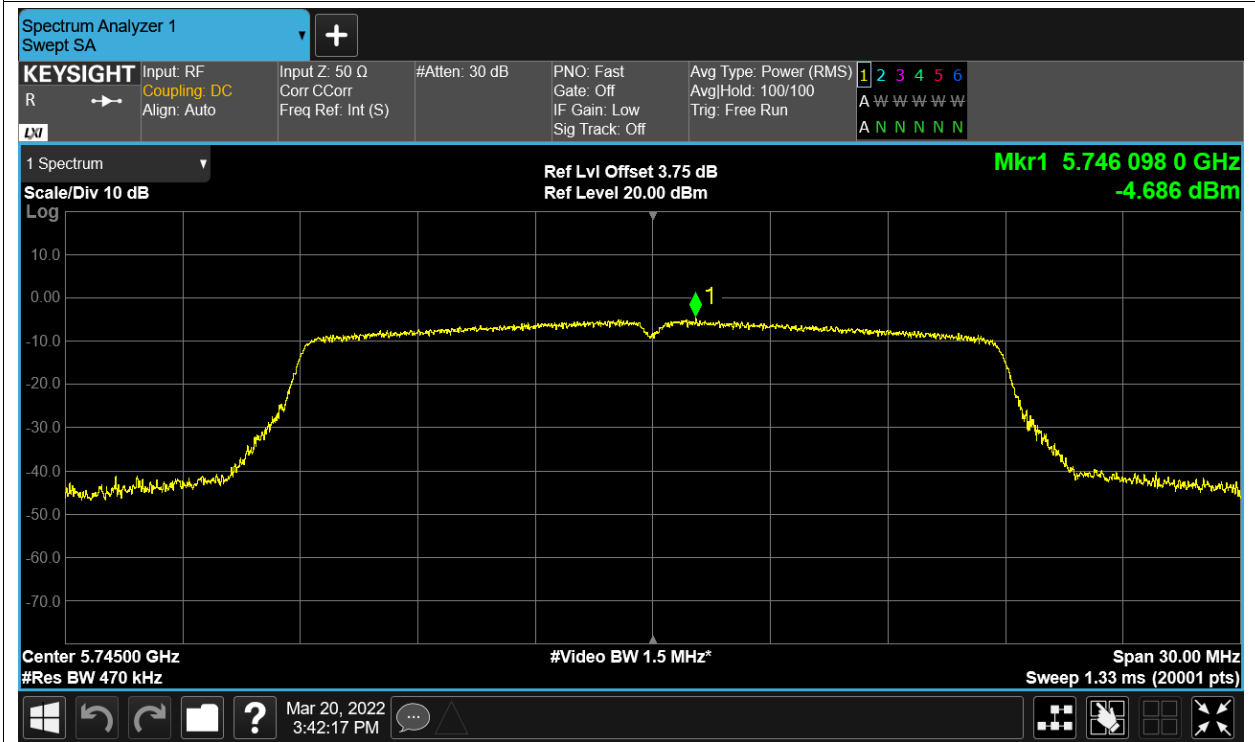 Spectrum Analyzer 1
Swept SA
KEYSIGHT
R
LXI
Input: RF
Coupling: DC
Align: Auto
Input Z: 50 Ω
Corr CCorr
Freq Ref: Int (S)
#Atten: 30 dB
PNO: Fast
Gate: Off
IF Gain: Low
Sig Track: Off
Avg Type: Power (RMS)
Avg|Hold: 100/100
Trig: Free Run
1 2 3 4 5 6
A W W W W W
A N N N N N
1 Spectrum
Scale/Div 10 dB
Log
Ref Lvl Offset 3.75 dB
Ref Level 20.00 dBm
Mkr1 5.746 098 0 GHz
-4.686 dBm
10.0
0.00
-10.0
-20.0
-30.0
-40.0
-50.0
-60.0
-70.0
1
Center 5.74500 GHz
#Res BW 470 kHz
#Video BW 1.5 MHz*
Span 30.00 MHz
Sweep 1.33 ms (20001 pts)
?
Mar 20, 2022
3:42:17 PM